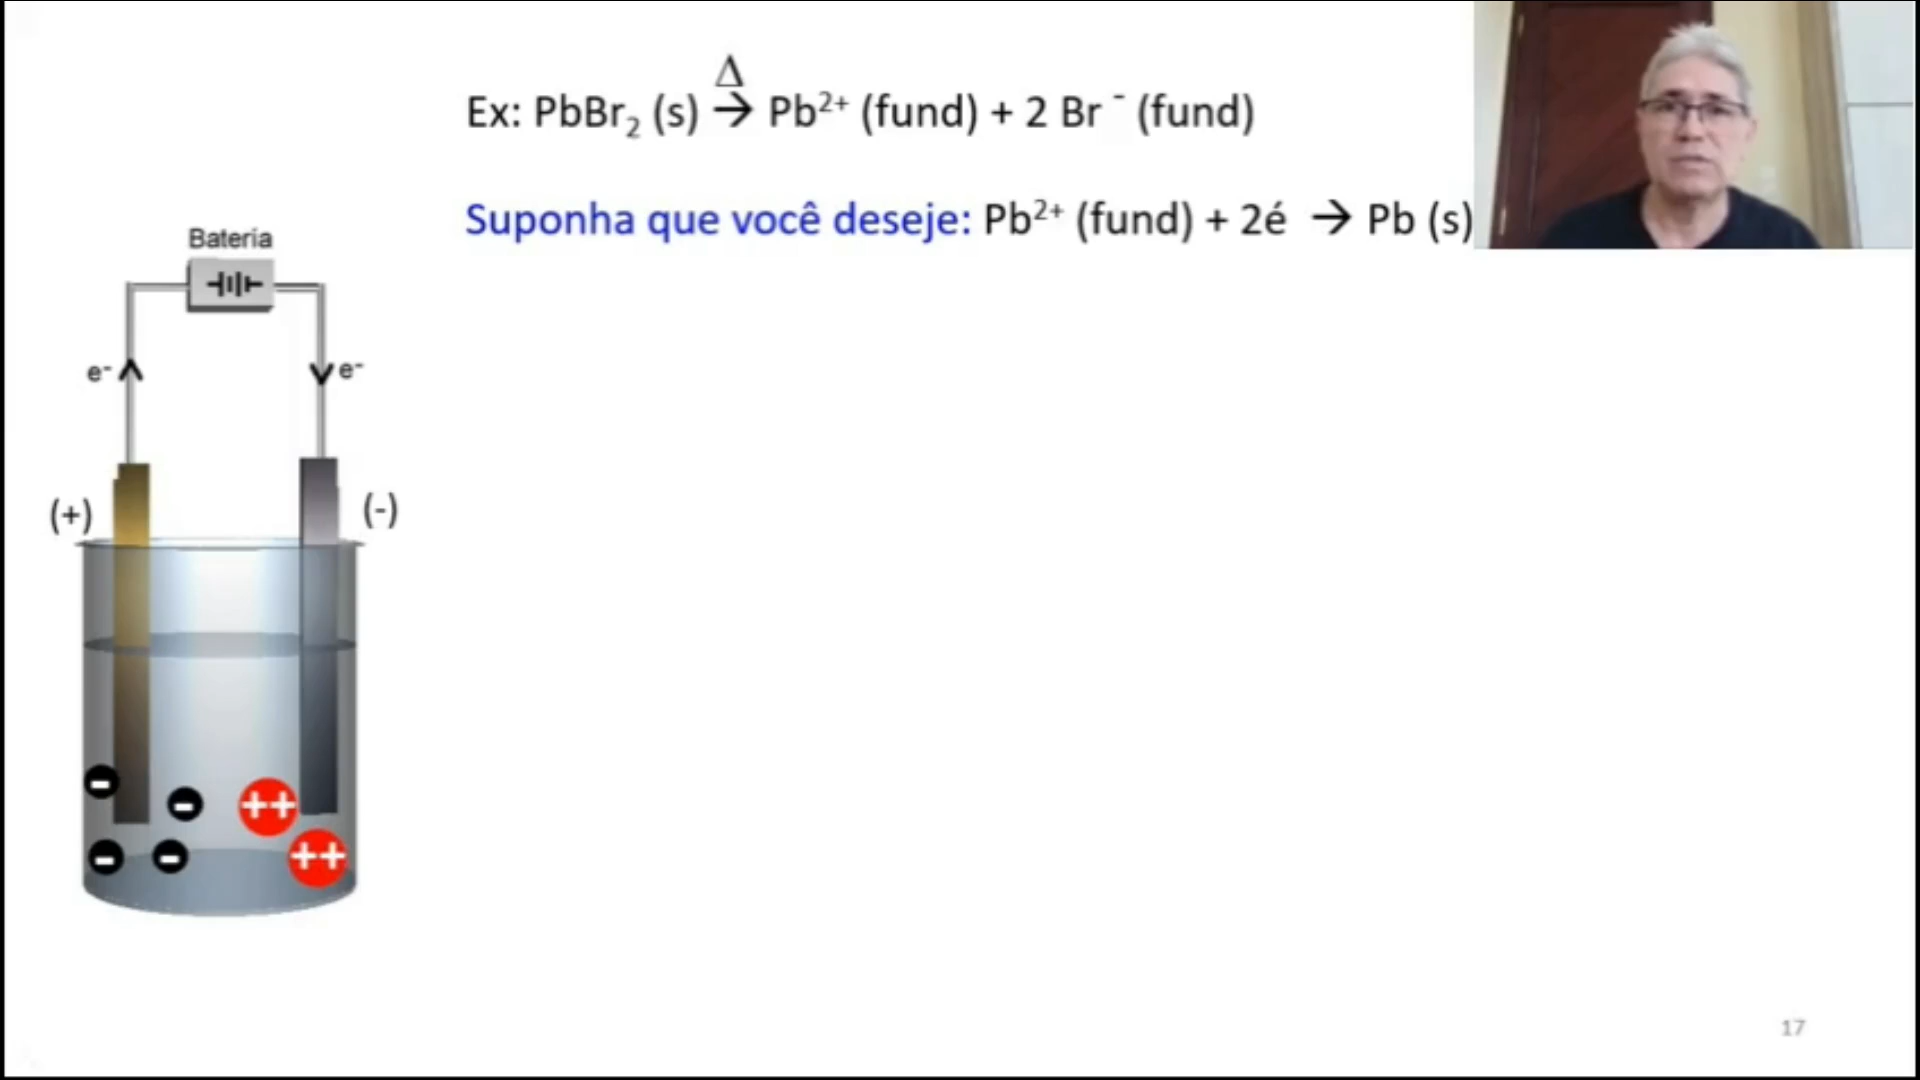 Δ
Ex: PbBr₂ (s) → Pb²⁺ (fund) + 2 Br ⁻ (fund)
Suponha que você deseje: Pb²⁺ (fund) + 2é → Pb (s)
Bateria
e⁻ e⁻
(+) (-)
- - ++
- - ++
17